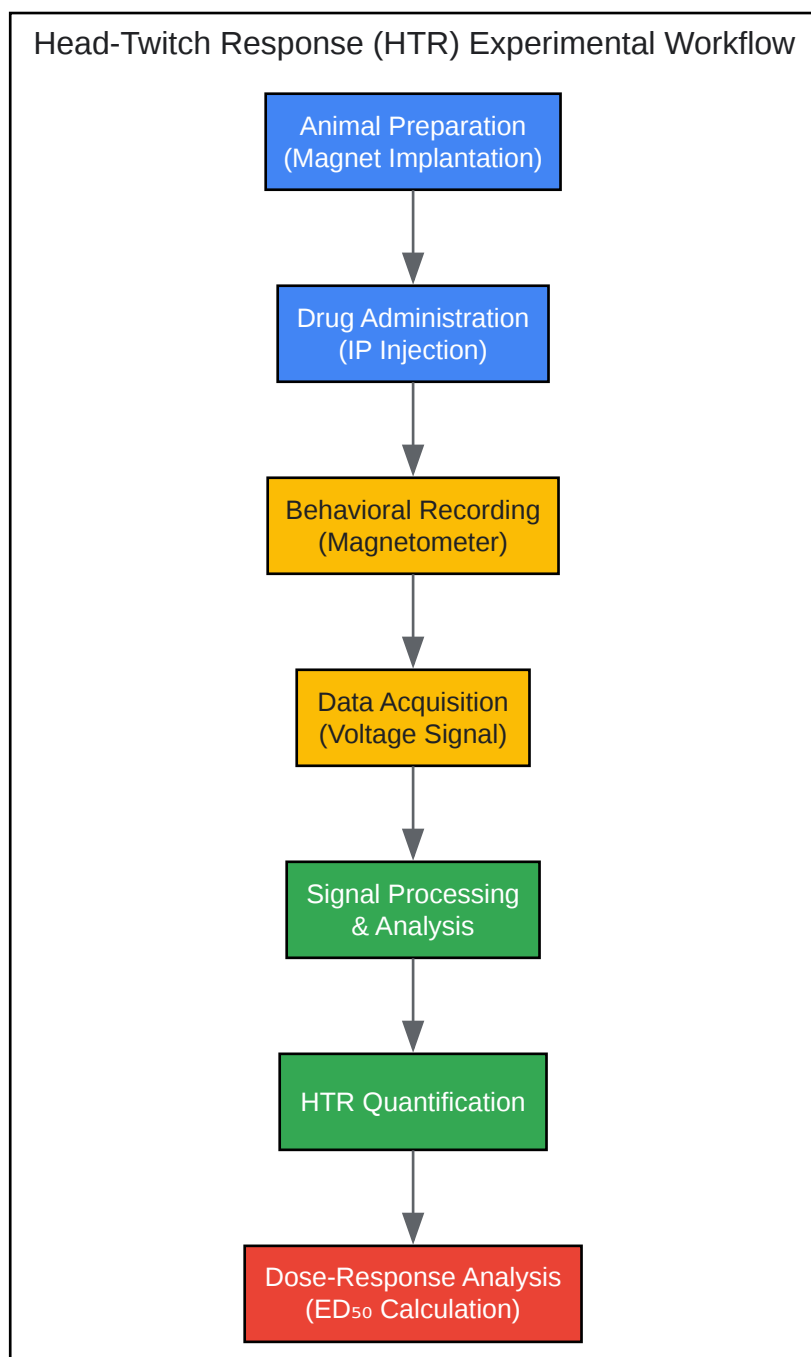 Head-Twitch Response (HTR) Experimental Workflow
Animal Preparation
(Magnet Implantation)
Drug Administration
(IP Injection)
Behavioral Recording
(Magnetometer)
Data Acquisition
(Voltage Signal)
Signal Processing
& Analysis
HTR Quantification
Dose-Response Analysis
(ED₅₀ Calculation)